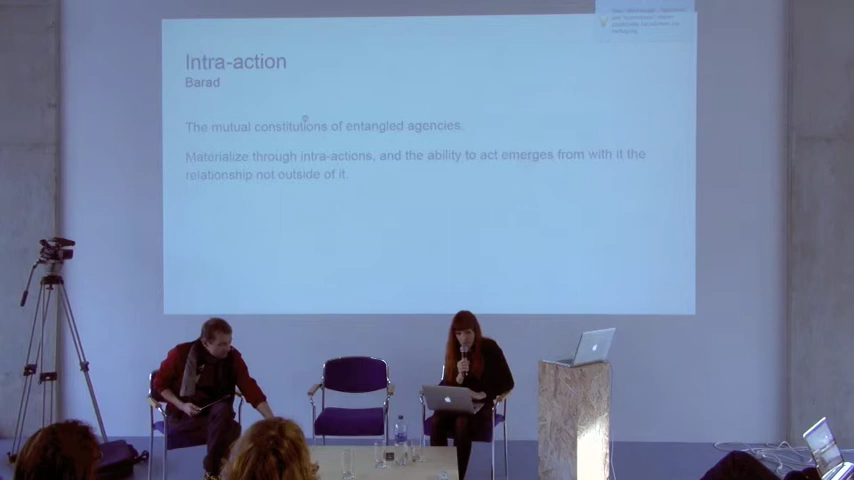 Intra-action
Barad
The mutual constitutions of entangled agencies.
Materialize through intra-actions, and the ability to act emerges from with it the
relationship not outside of it.